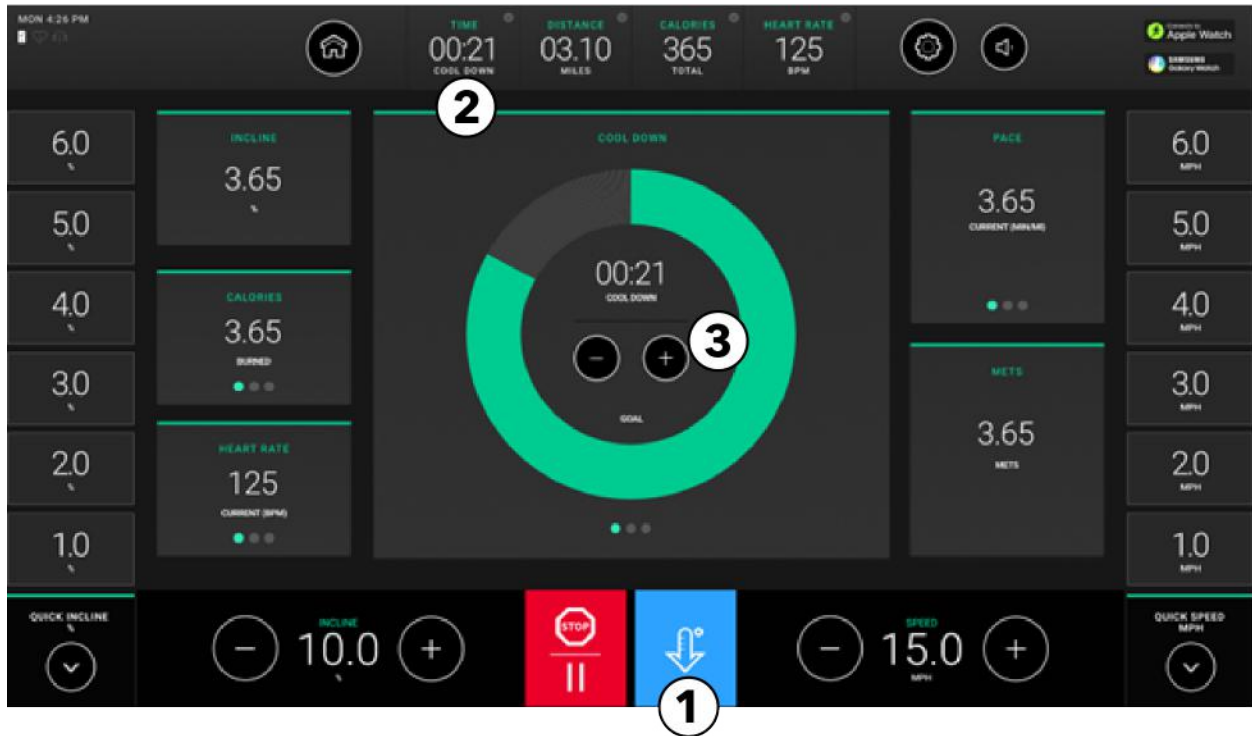 MON 4:26 PM
TIME
00:21
COOL DOWN
DISTANCE
03.10
MILES
CALORIES
365
TOTAL
HEART RATE
125
BPM
Connects to
Apple Watch
SAMSUNG
Galaxy Watch
2
6.0
%
5.0
%
4.0
%
3.0
%
2.0
%
1.0
%
QUICK INCLINE
%
INCLINE
3.65
%
CALORIES
3.65
BURNED
HEART RATE
125
CURRENT (BPM)
COOL DOWN
00:21
COOL DOWN
3
GOAL
PACE
3.65
CURRENT (MIN/MI)
METS
3.65
METS
6.0
MPH
5.0
MPH
4.0
MPH
3.0
MPH
2.0
MPH
1.0
MPH
QUICK SPEED
MPH
INCLINE
10.0
%
STOP
1
SPEED
15.0
MPH